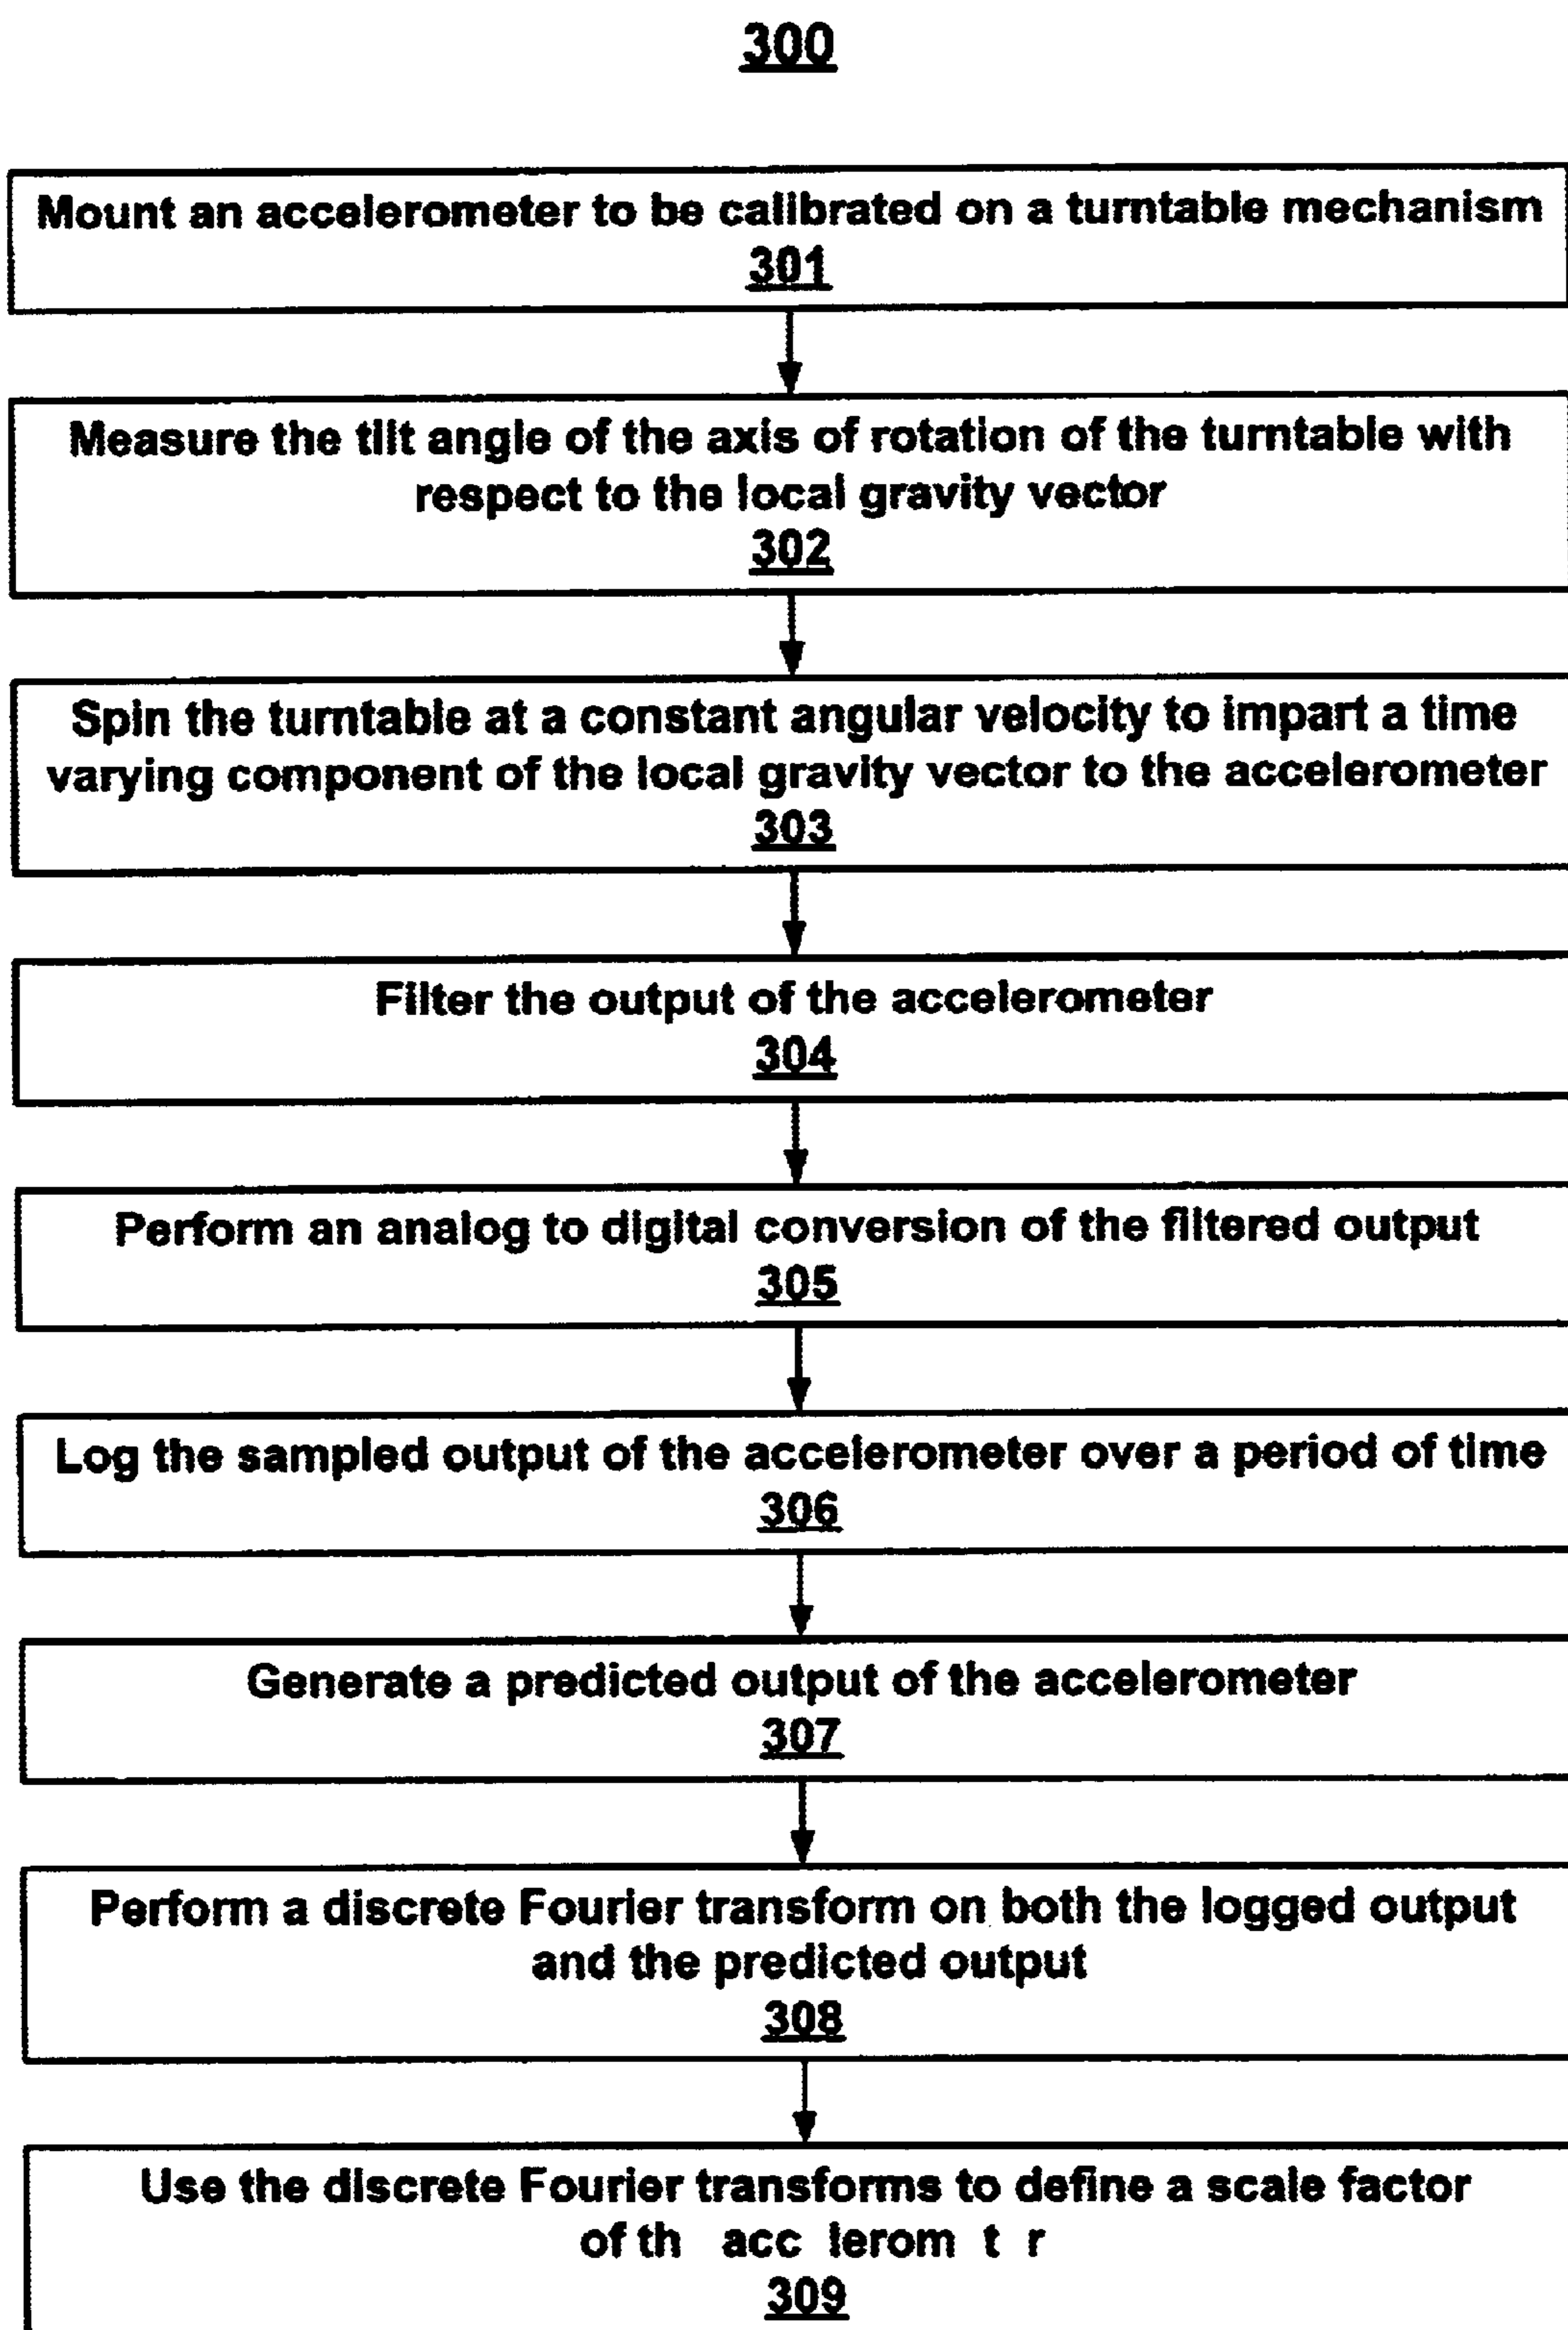 300
Mount an accelerometer to be calibrated on a turntable mechanism
301
Measure the tilt angle of the axis of rotation of the turntable with
respect to the local gravity vector
302
Spin the turntable at a constant angular velocity to impart a time
varying component of the local gravity vector to the accelerometer
303
Filter the output of the accelerometer
304
Perform an analog to digital conversion of the filtered output
305
Log the sampled output of the accelerometer over a period of time
306
Generate a predicted output of the accelerometer
307
Perform a discrete Fourier transform on both the logged output
and the predicted output
308
Use the discrete Fourier transforms to define a scale factor
of th acc lerom t r
309